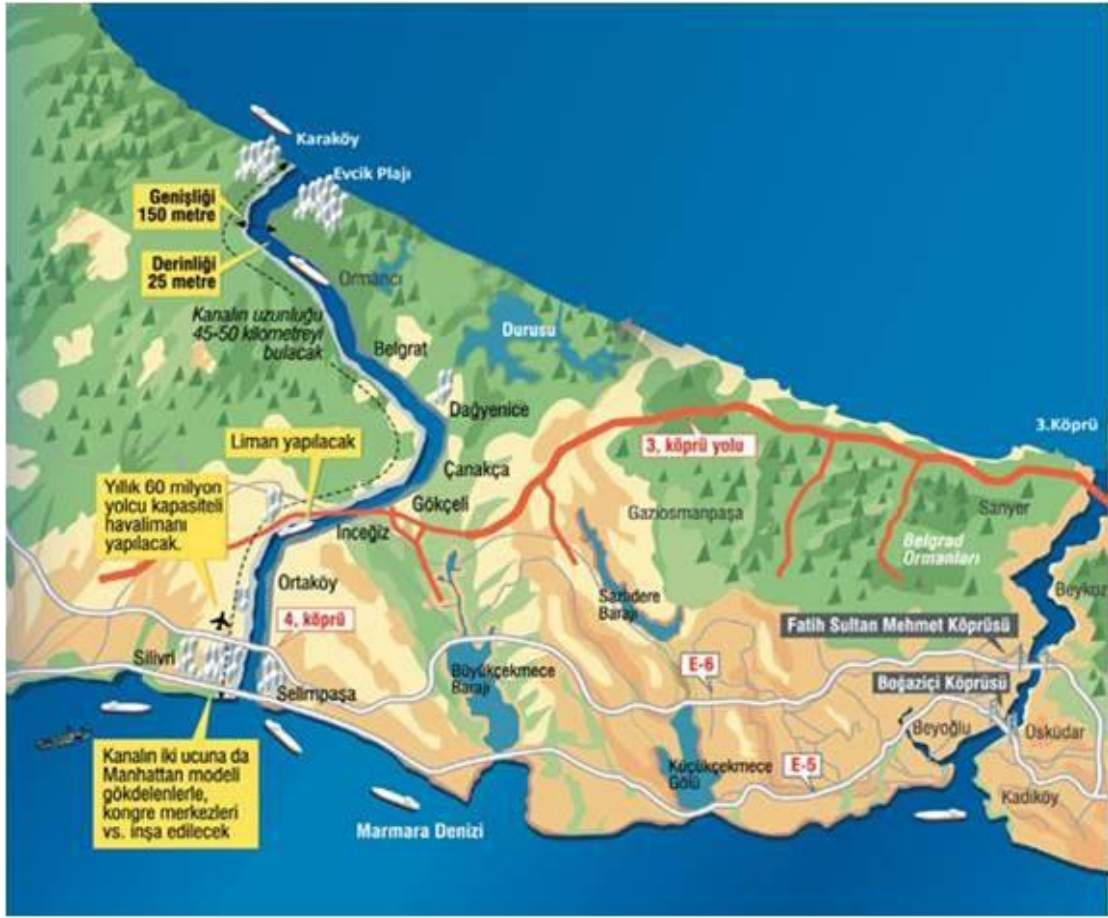 Karaköy
Evcik Plajı
Genişliği
150 metre
Derinliği
25 metre
Ormancı
Kanalın uzunluğu
45-50 kilometreyi
bulacak
Durusu
Belgrat
Dağyenice
3.Köprü
Liman yapılacak
3. köprü yolu
Çanakça
Yıllık 60 milyon
yolcu kapasiteli
havalimanı
yapılacak.
Gökçeli
Gaziosmanpaşa
Sarıyer
İnceğiz
Belgrad
Ormanları
Ortaköy
Sazlıdere
Barajı
Beykoz
4. köprü
Fatih Sultan Mehmet Köprüsü
Silivri
Büyükçekmece
Barajı
E-6
Selimpaşa
Boğaziçi Köprüsü
Beyoğlu
Osküdar
Kanalın iki ucuna da
Manhattan modeli
gökdelenlerle,
kongre merkezleri
vs. inşa edilecek
Küçükçekmece
Gölü
E-5
Kadıköy
Marmara Denizi